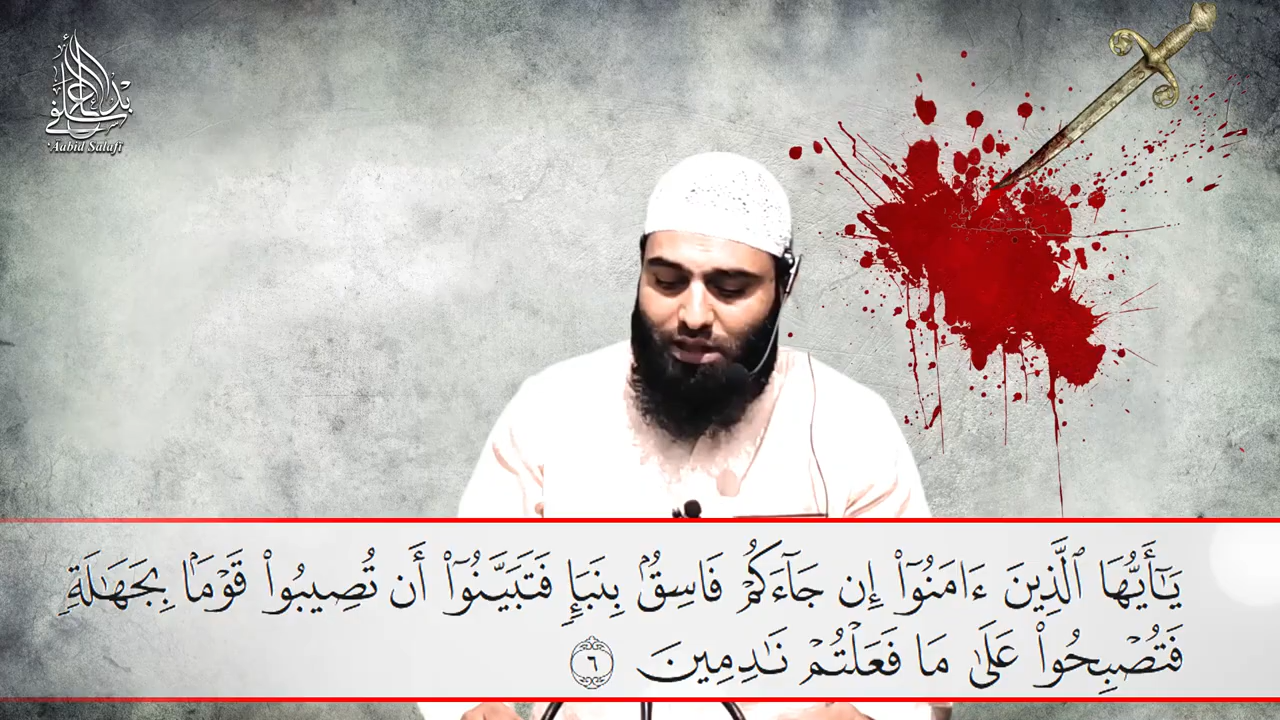 'Aabid Salafi
يَـٰٓأَيُّهَا ٱلَّذِينَ ءَامَنُوٓا۟ إِن جَآءَكُمْ فَاسِقٌۢ بِنَبَإٍۢ فَتَبَيَّنُوٓا۟ أَن تُصِيبُوا۟ قَوْمًۢا بِجَهَـٰلَةٍۢ
فَتُصْبِحُوا۟ عَلَىٰ مَا فَعَلْتُمْ نَـٰدِمِينَ ٦